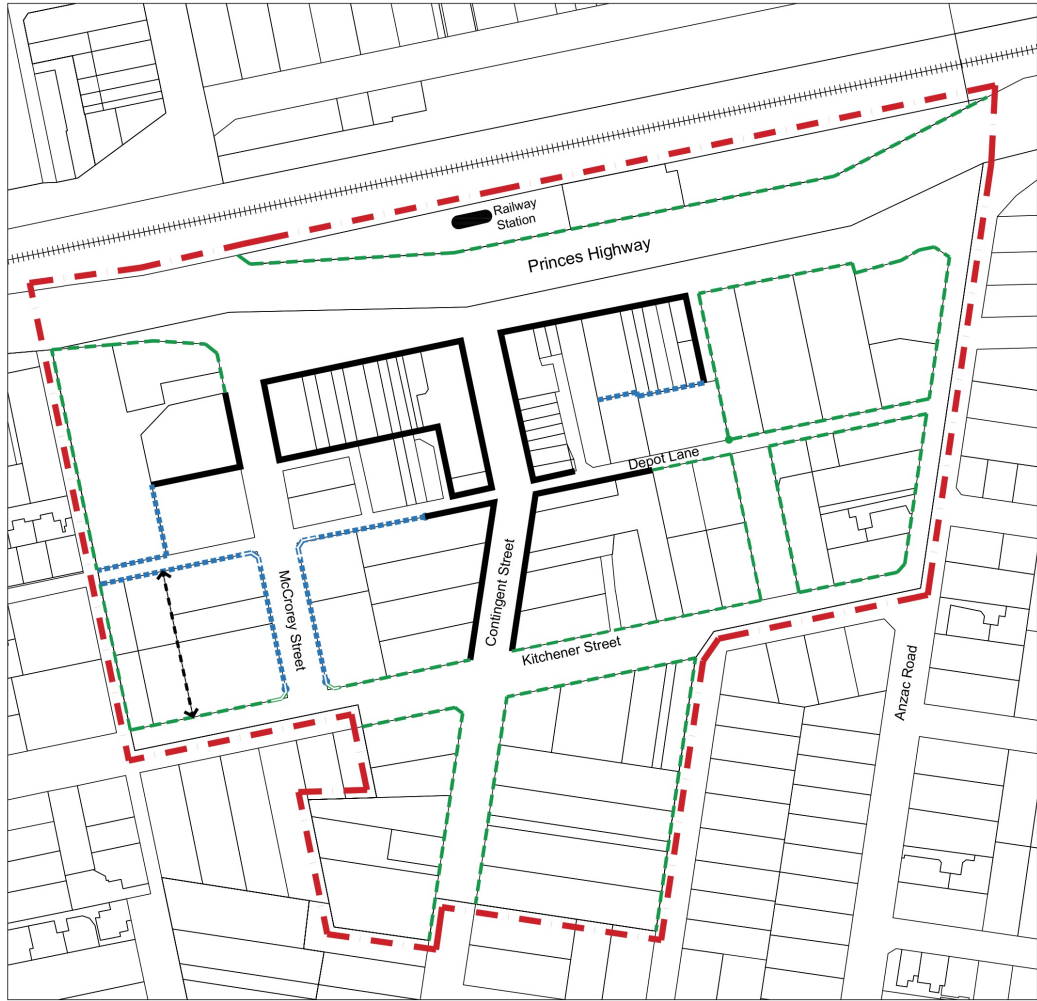 Railway
Station
Princes Highway
Depot Lane
McCrorey Street
Contingent Street
Kitchener Street
Anzac Road